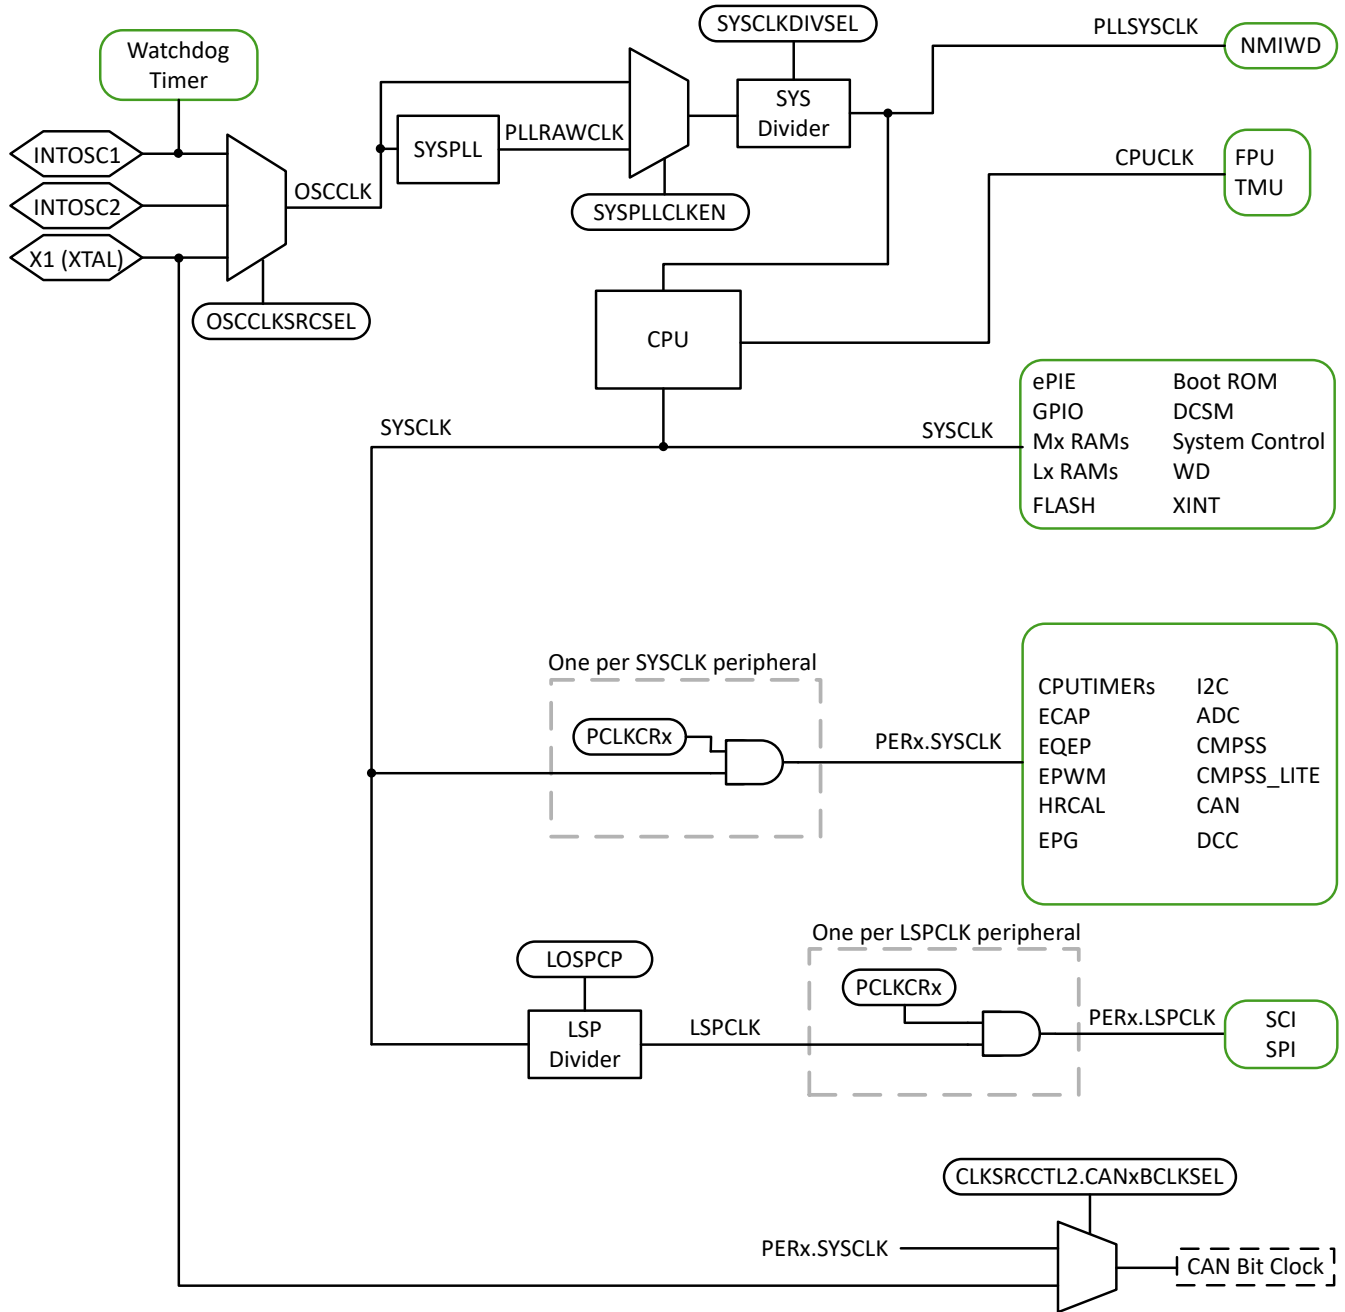 SYSCLKDIVSEL
PLLSYSCLK
NMIWD
Watchdog
Timer
SYS
Divider
SYSPLL
PLLRAWCLK
INTOSC1
INTOSC2
X1 (XTAL)
OSCCLK
SYSPLLCLKEN
CPUCLK
FPU
TMU
OSCCLKSRCSEL
CPU
SYSCLK
SYSCLK
ePIE
GPIO
Mx RAMs
Lx RAMs
FLASH
Boot ROM
DCSM
System Control
WD
XINT
One per SYSCLK peripheral
PCLKCRx
PERx.SYSCLK
CPUTIMERs
ECAP
EQEP
EPWM
HRCAL
EPG
I2C
ADC
CMPSS
CMPSS_LITE
CAN
DCC
One per LSPCLK peripheral
LOSPCP
LSP
Divider
LSPCLK
PCLKCRx
PERx.LSPCLK
SCI
SPI
CLKSRCCTL2.CANxBCLKSEL
PERx.SYSCLK
CAN Bit Clock